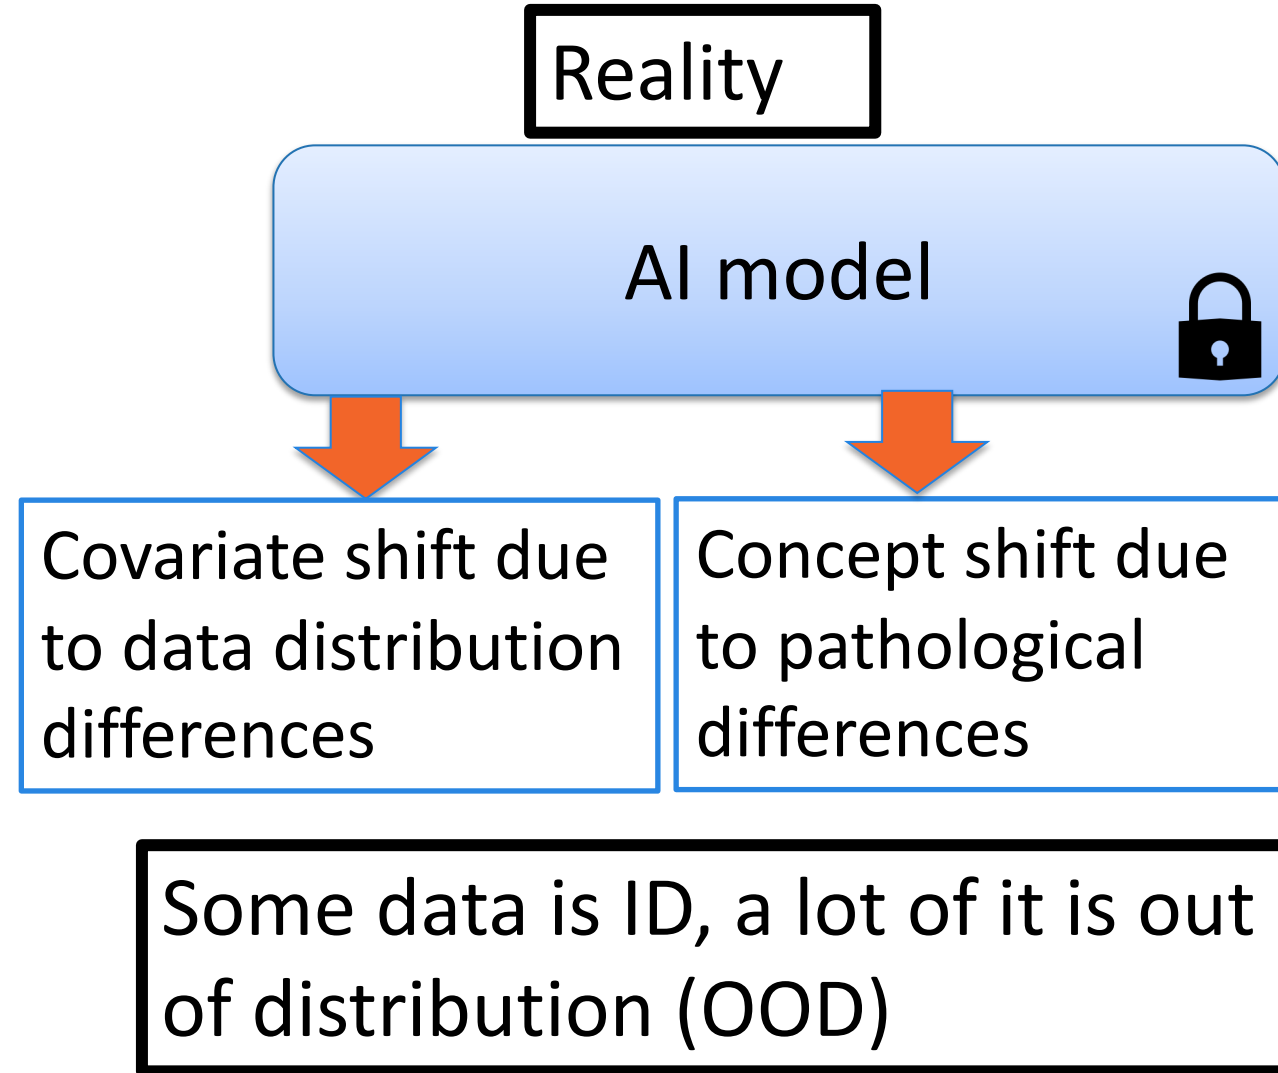 Reality
AI model
Covariate shift due
to data distribution
differences
Concept shift due
to pathological
differences
Some data is ID, a lot of it is out
of distribution (OOD)